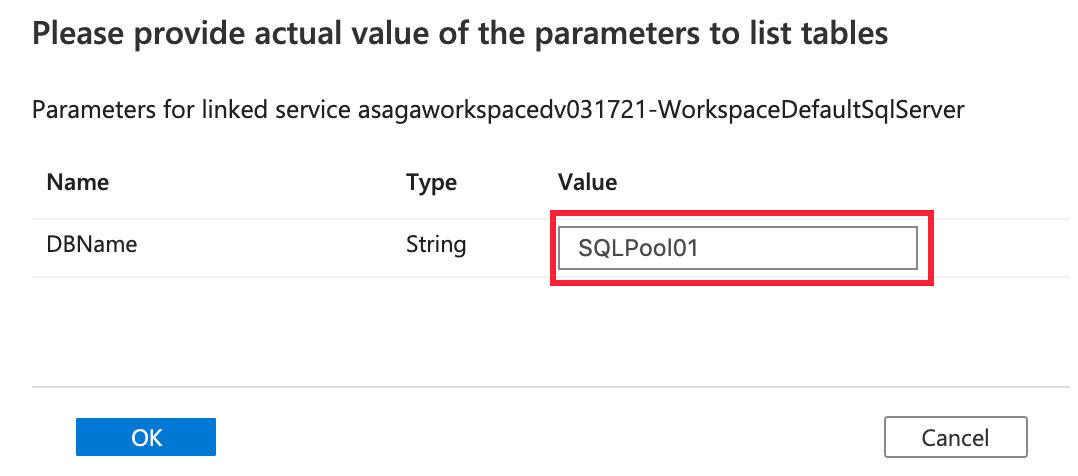 Please provide actual value of the parameters to list tables
Parameters for linked service asagaworkspacedv031721-WorkspaceDefaultSqlServer
Name Type Value
DBName String SQLPool01
OK Cancel